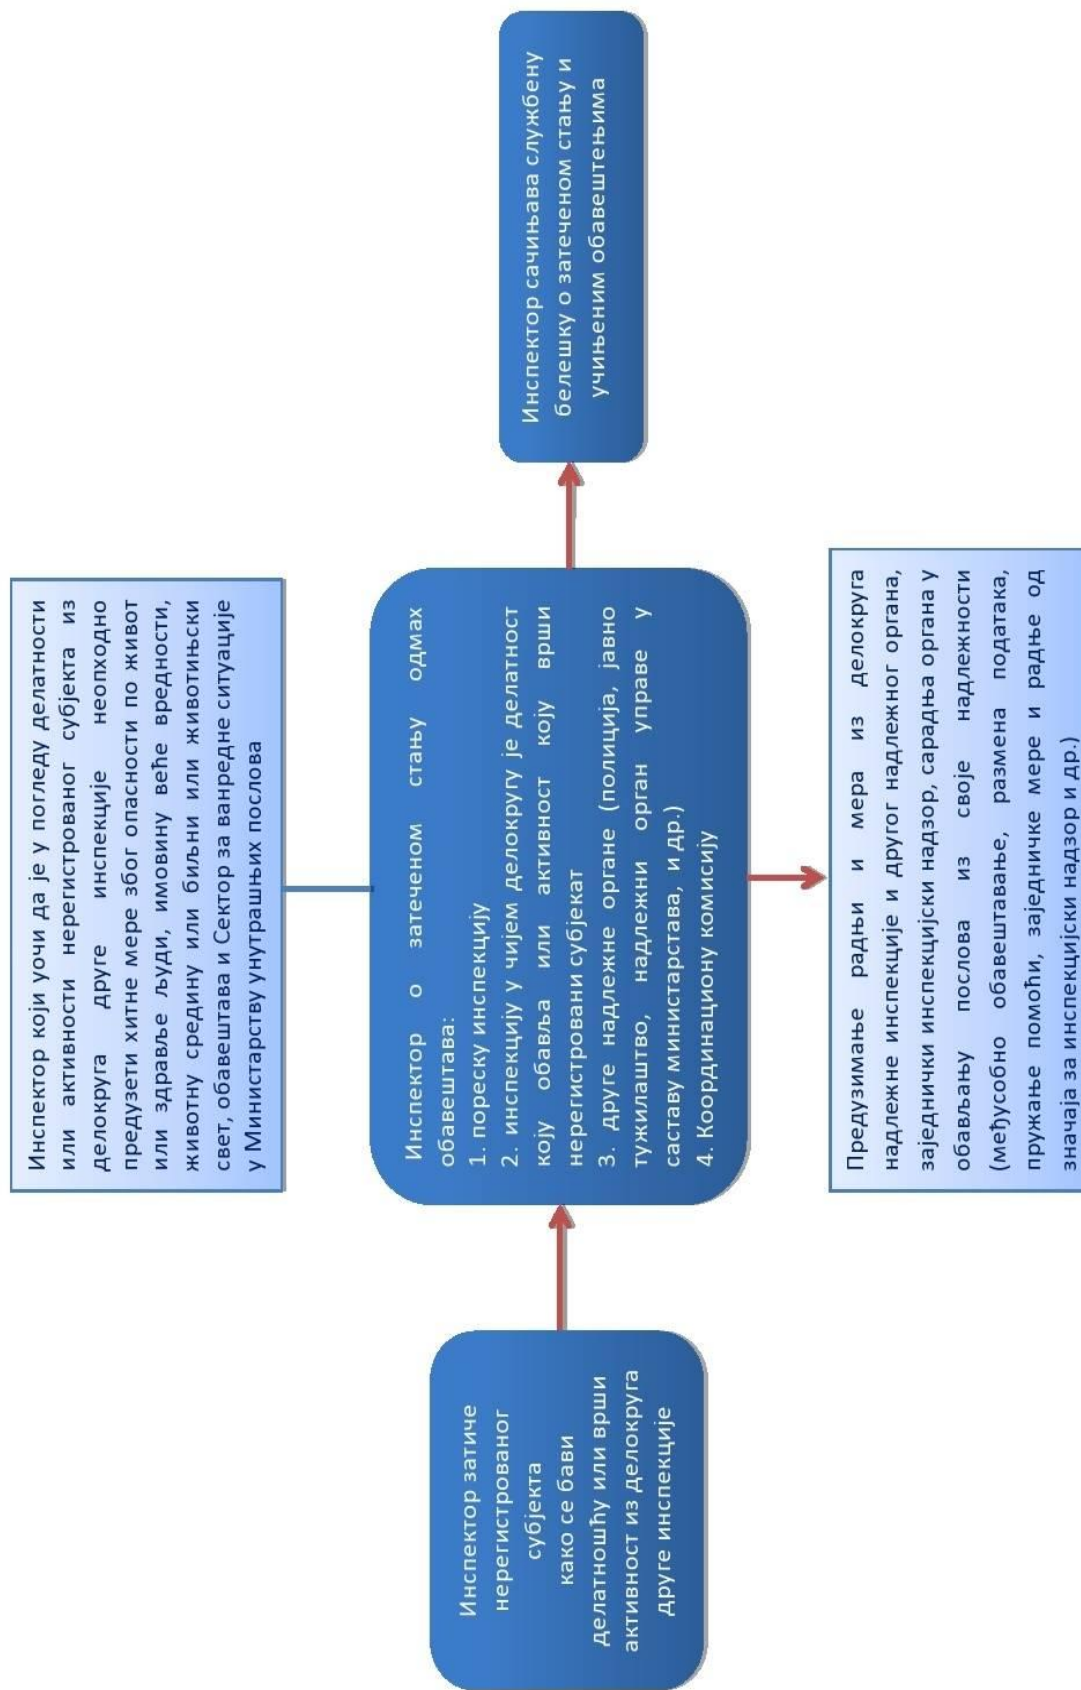 Инспектор који уочи да је у погледу делатности
или активности нерегистрованог субјекта из
делокруга друге инспекције неопходно
предузети хитне мере због опасности по живот
или здравље људи, имовину веће вредности,
животну средину или биљни или животињски
свет, обавештава и Сектор за ванредне ситуације
у Министарству унутрашњих послова
Инспектор затиче
нерегистрованог
субјекта
како се бави
делатношћу или врши
активност из делокруга
друге инспекције
Инспектор о затеченом стању одмах
обавештава:
1. пореску инспекцију
2. инспекцију у чијем делокругу је делатност
коју обавља или активност коју врши
нерегистровани субјекат
3. друге надлежне органе (полиција, јавно
тужилаштво, надлежни орган управе у
саставу министарстава, и др.)
4. Координациону комисију
Инспектор сачињава службену
белешку о затеченом стању и
учињеним обавештењима
Предузимање радњи и мера из делокруга
надлежне инспекције и другог надлежног органа,
заједнички инспекцијски надзор, сарадња органа у
обављању послова из своје надлежности
(међусобно обавештавање, размена података,
пружање помоћи, заједничке мере и радње од
значаја за инспекцијски надзор и др.)